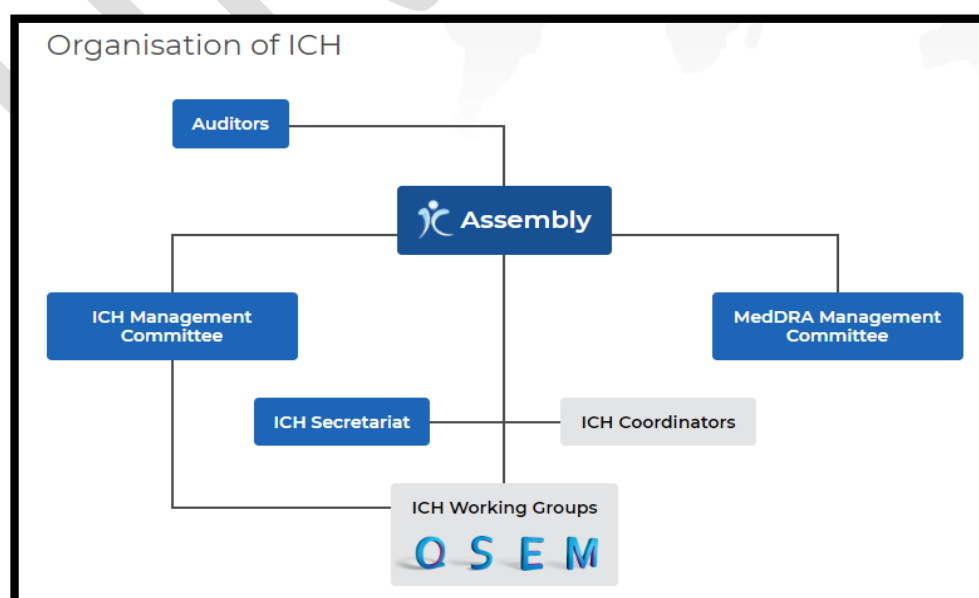 Organisation of ICH
Auditors
Assembly
ICH Management
Committee
MedDRA Management
Committee
ICH Secretariat
ICH Coordinators
ICH Working Groups
Q S E M